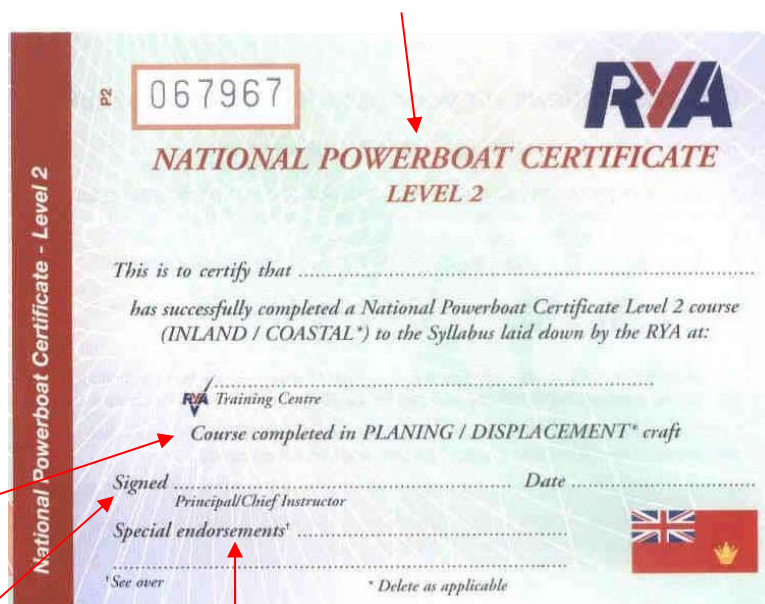 P2
067967
RYA
NATIONAL POWERBOAT CERTIFICATE
LEVEL 2
National Powerboat Certificate - Level 2
This is to certify that
has successfully completed a National Powerboat Certificate Level 2 course
(INLAND / COASTAL*) to the Syllabus laid down by the RYA at:
RYA Training Centre
Course completed in PLANING / DISPLACEMENT* craft
Signed Date
Principal/Chief Instructor
Special endorsements†
†See over * Delete as applicable